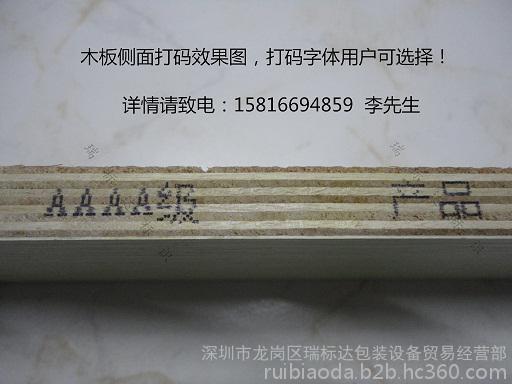 木板侧面打码效果图，打码字体用户可选择！
详情请致电：15816694859 李先生
AAAA级 产品
深圳市龙岗区瑞标达包装设备贸易经营部
ruibiaoda.b2b.hc360.com